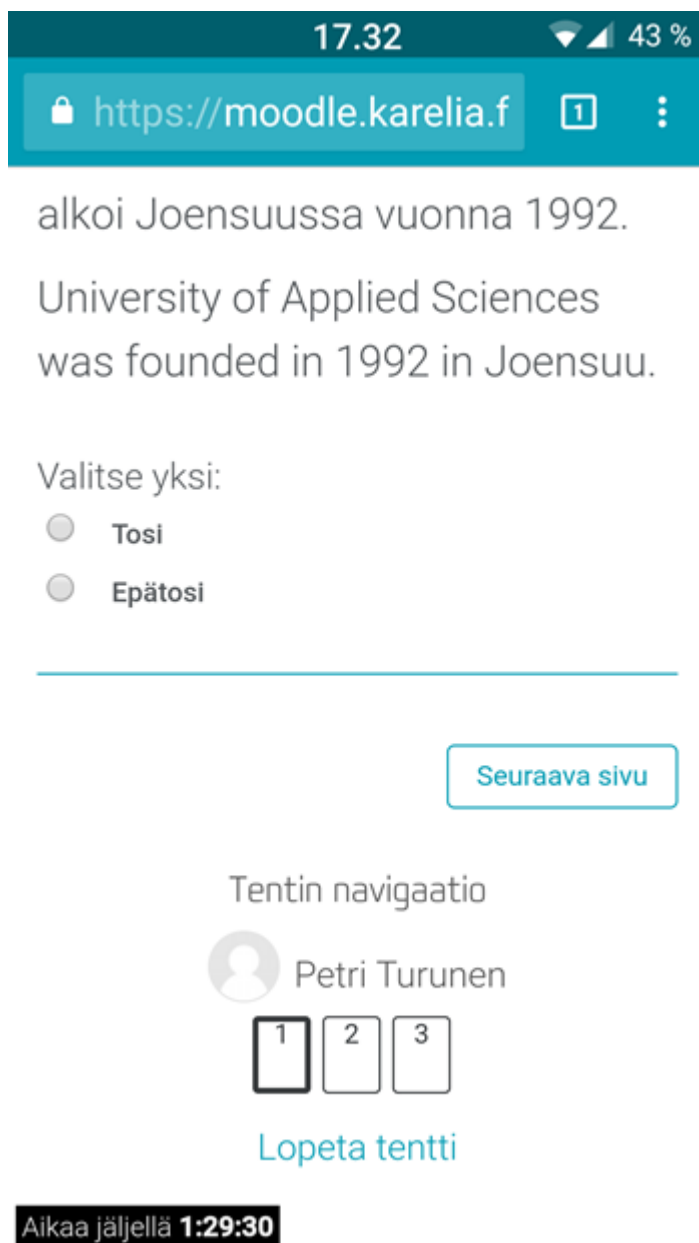 17.32
43 %
https://moodle.karelia.f
1
alkoi Joensuussa vuonna 1992.
University of Applied Sciences
was founded in 1992 in Joensuu.
Valitse yksi:
Tosi
Epätosi
Seuraava sivu
Tentin navigaatio
Petri Turunen
1 2 3
Lopeta tentti
Aikaa jäljellä 1:29:30